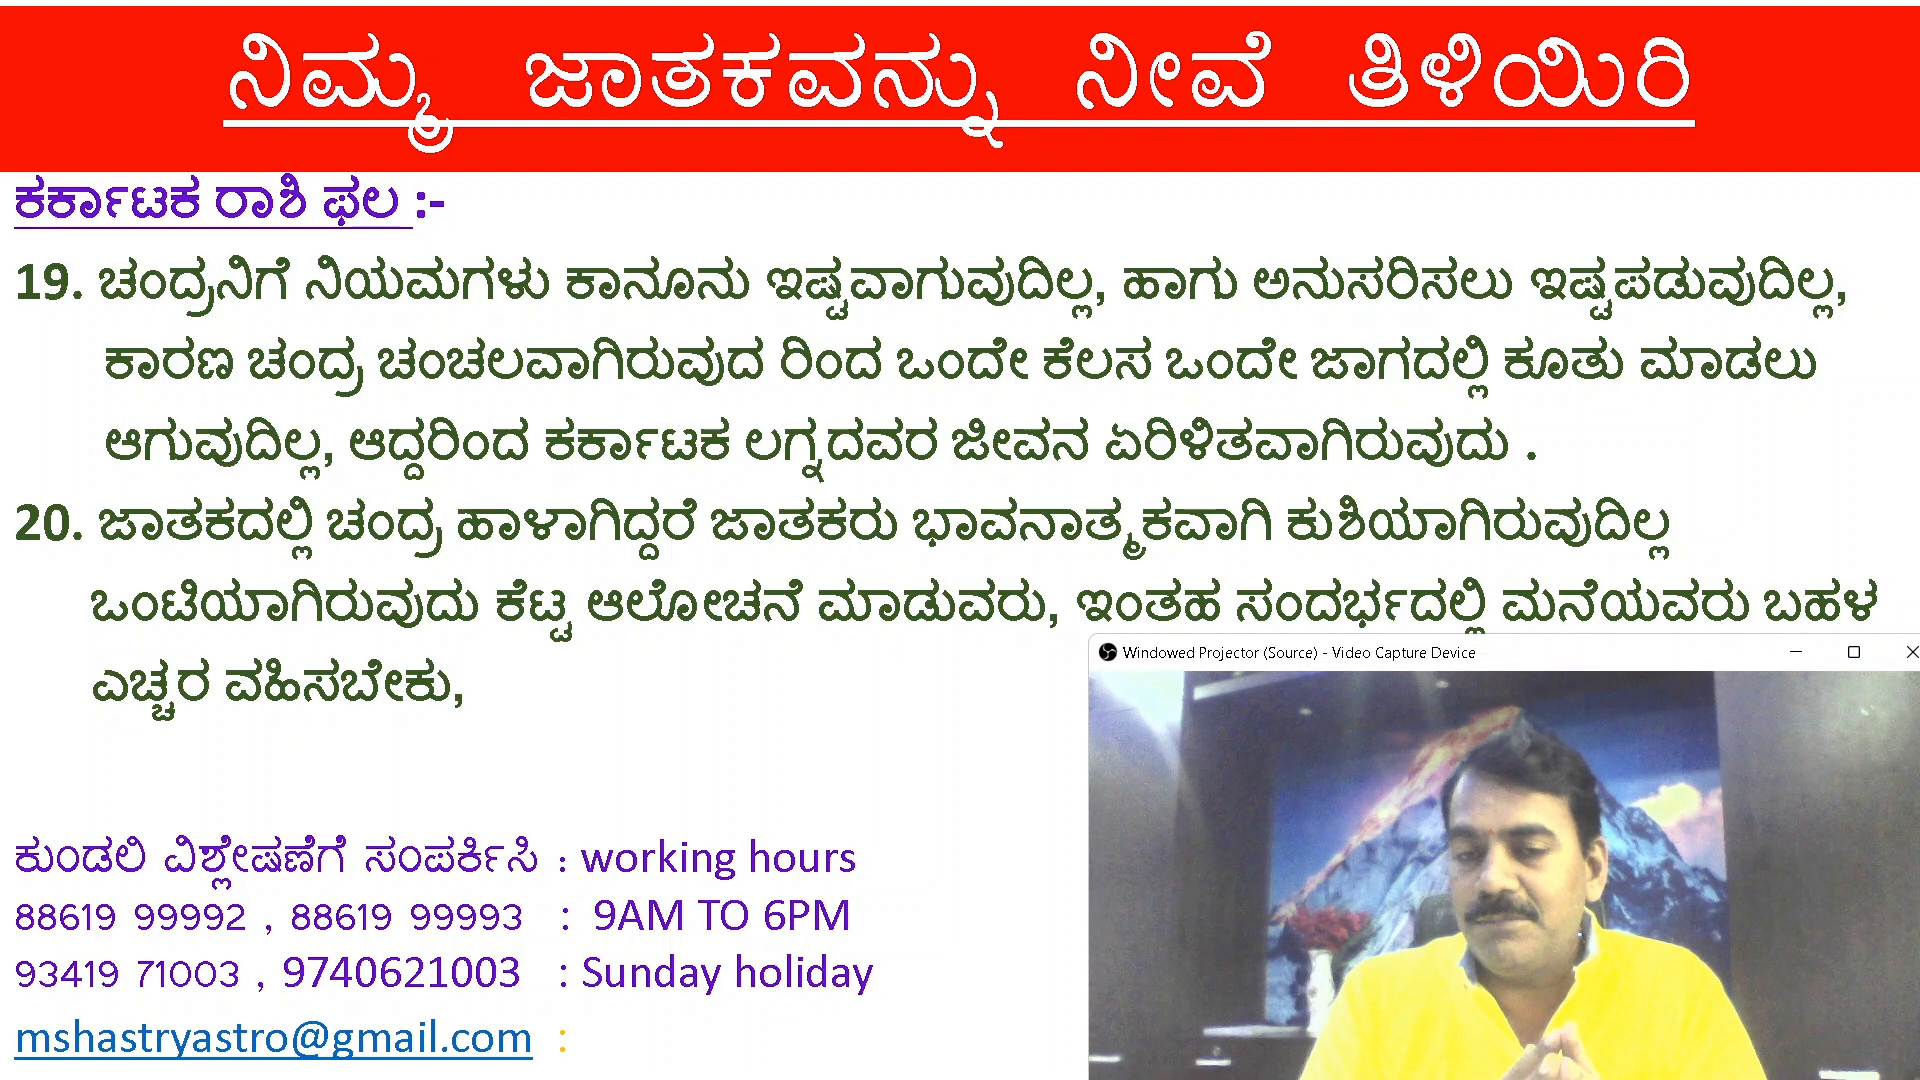 ನಿಮ್ಮ ಜಾತಕವನ್ನು ನೀವೆ ತಿಳಿಯಿರಿ
ಕರ್ಕಾಟಕ ರಾಶಿ ಫಲ :-
19. ಚಂದ್ರನಿಗೆ ನಿಯಮಗಳು ಕಾನೂನು ಇಷ್ಟವಾಗುವುದಿಲ್ಲ, ಹಾಗು ಅನುಸರಿಸಲು ಇಷ್ಟಪಡುವುದಿಲ್ಲ,
ಕಾರಣ ಚಂದ್ರ ಚಂಚಲವಾಗಿರುವುದ ರಿಂದ ಒಂದೇ ಕೆಲಸ ಒಂದೇ ಜಾಗದಲ್ಲಿ ಕೂತು ಮಾಡಲು
ಆಗುವುದಿಲ್ಲ, ಆದ್ದರಿಂದ ಕರ್ಕಾಟಕ ಲಗ್ನದವರ ಜೀವನ ಏರಿಳಿತವಾಗಿರುವುದು .
20. ಜಾತಕದಲ್ಲಿ ಚಂದ್ರ ಹಾಳಾಗಿದ್ದರೆ ಜಾತಕರು ಭಾವನಾತ್ಮಕವಾಗಿ ಕುಶಿಯಾಗಿರುವುದಿಲ್ಲ
ಒಂಟಿಯಾಗಿರುವುದು ಕೆಟ್ಟ ಆಲೋಚನೆ ಮಾಡುವರು, ಇಂತಹ ಸಂದರ್ಭದಲ್ಲಿ ಮನೆಯವರು ಬಹಳ
ಎಚ್ಚರ ವಹಿಸಬೇಕು,
Windowed Projector (Source) - Video Capture Device
ಕುಂಡಲಿ ವಿಶ್ಲೇಷಣೆಗೆ ಸಂಪರ್ಕಿಸಿ : working hours
88619 99992 , 88619 99993 : 9AM TO 6PM
93419 71003 , 9740621003 : Sunday holiday
mshastryastro@gmail.com :